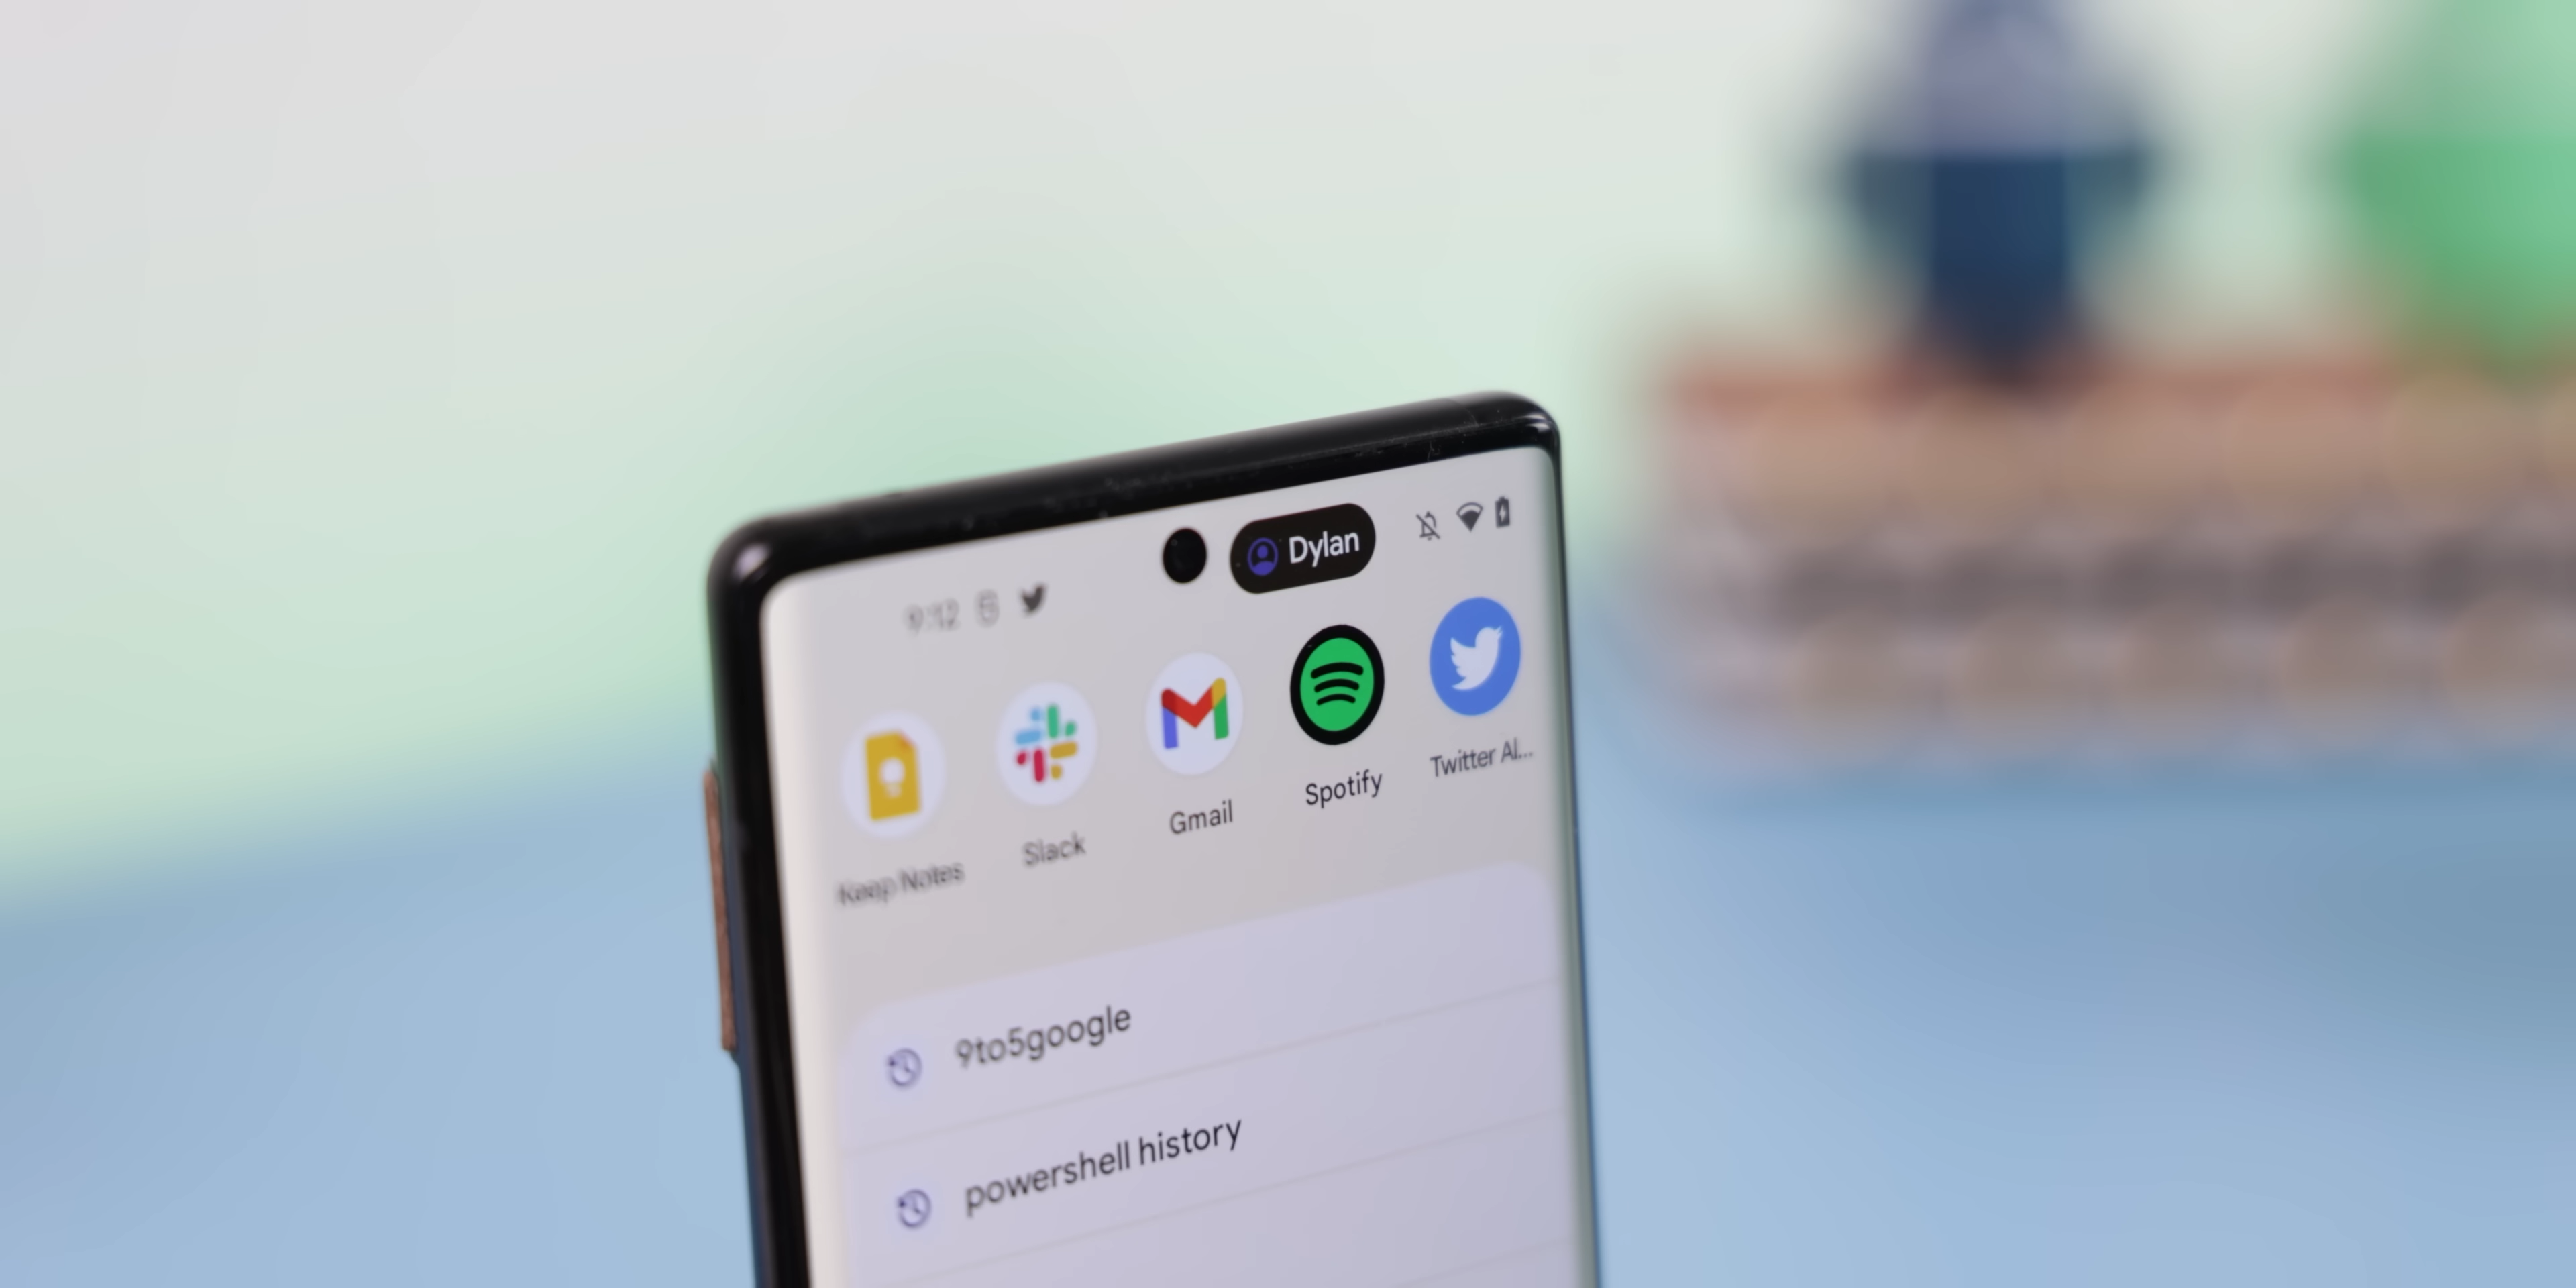 9:12
Dylan
Keep Notes
Slack
Gmail
Spotify
Twitter Al...
9to5google
powershell history